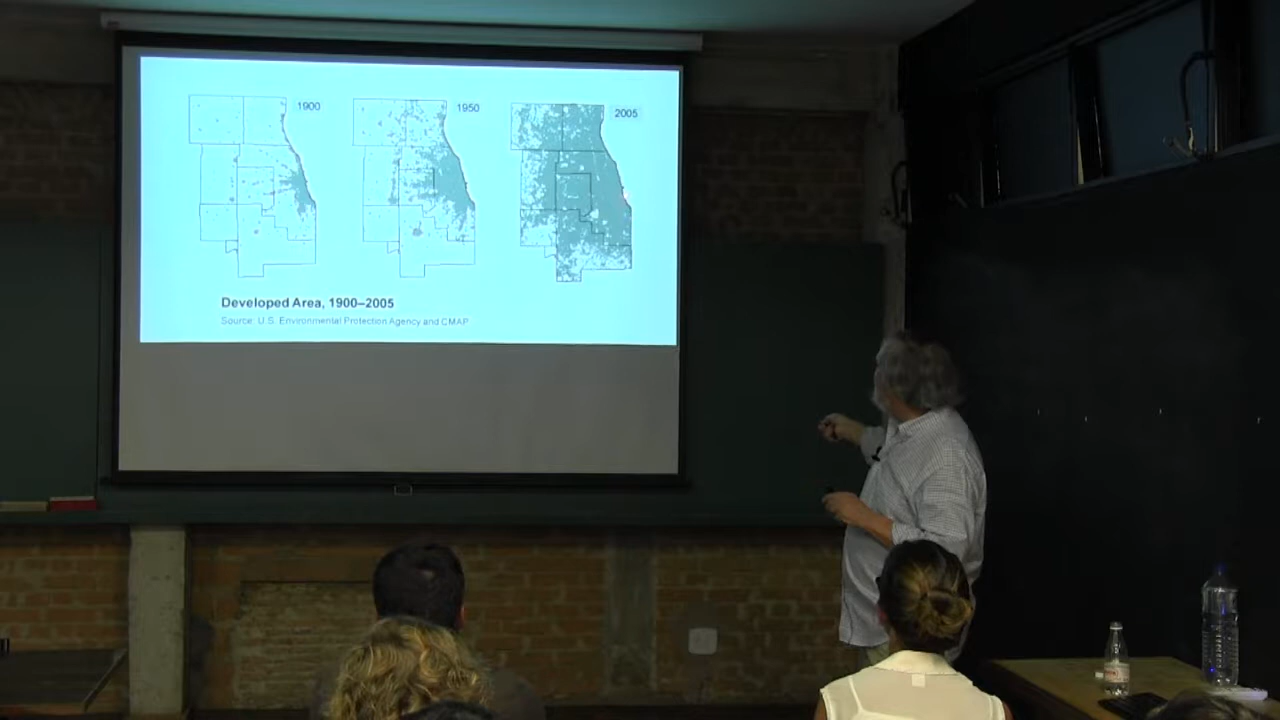 1900
1950
2005
Developed Area, 1900–2005
Source: U.S. Environmental Protection Agency and CMAP